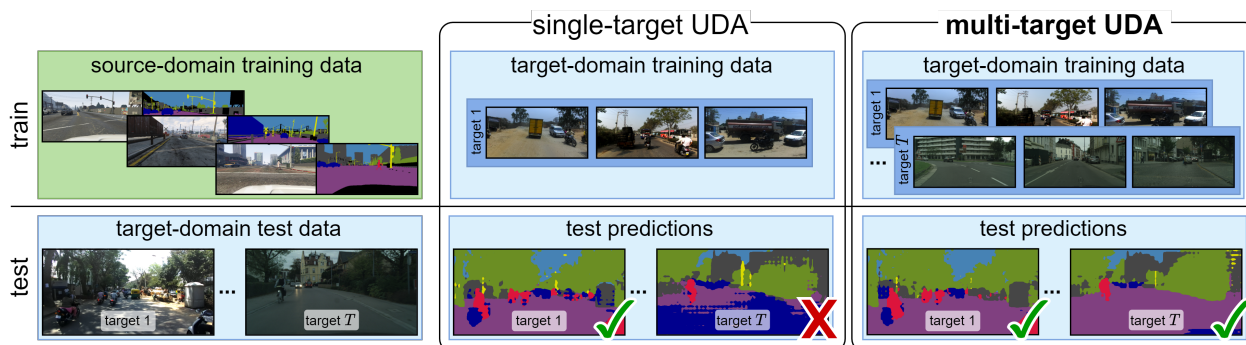 single-target UDA
multi-target UDA
train
source-domain training data
target-domain training data
target 1
target-domain training data
target 1
...
target T
test
target-domain test data
target 1
...
target T
test predictions
target 1
...
target T
X
test predictions
target 1
...
target T